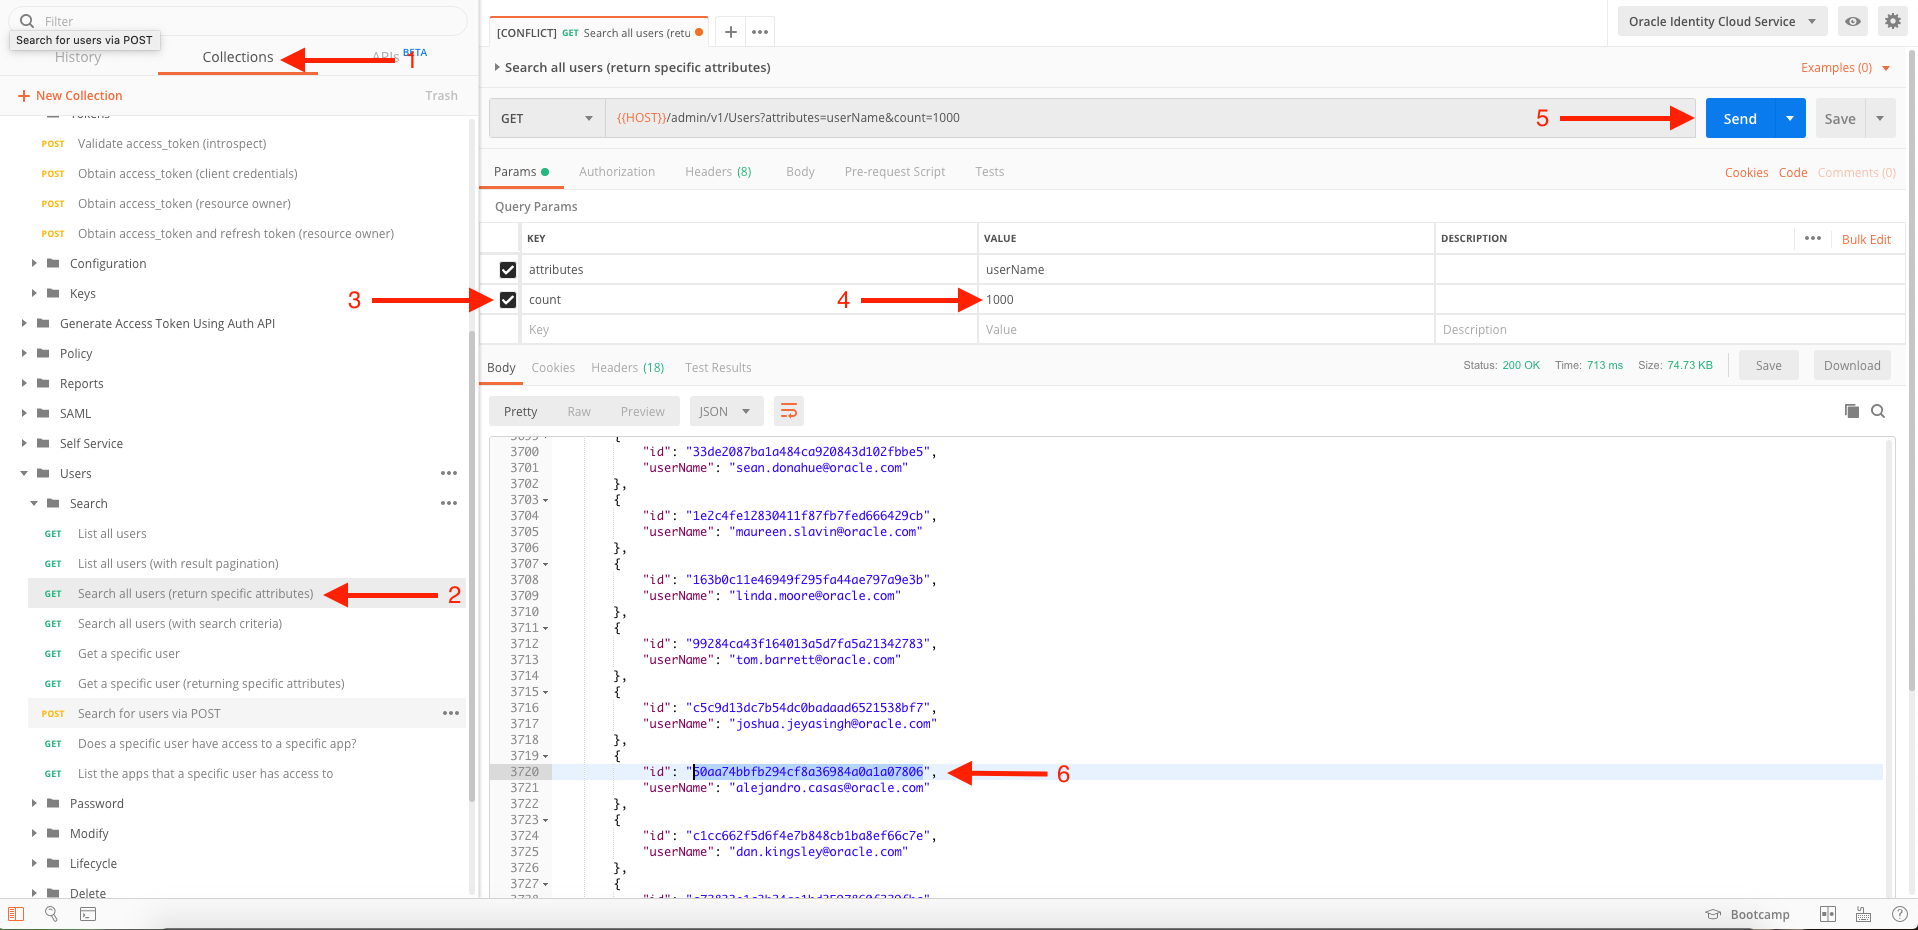 Filter
Search for users via POST
History
Collections
APIs BETA
1
New Collection
Trash
Tokens
POST Validate access_token (introspect)
POST Obtain access_token (client credentials)
POST Obtain access_token (resource owner)
POST Obtain access_token and refresh token (resource owner)
Configuration
Keys
Generate Access Token Using Auth API
Policy
Reports
SAML
Self Service
Users
Search
GET List all users
GET List all users (with result pagination)
GET Search all users (return specific attributes)
2
GET Search all users (with search criteria)
GET Get a specific user
GET Get a specific user (returning specific attributes)
POST Search for users via POST
GET Does a specific user have access to a specific app?
GET List the apps that a specific user has access to
Password
Modify
Lifecycle
Delete
[CONFLICT] GET Search all users (retu
Oracle Identity Cloud Service
Search all users (return specific attributes)
Examples (0)
GET
{{HOST}}/admin/v1/Users?attributes=userName&count=1000
5
Send
Save
Params
Authorization
Headers (8)
Body
Pre-request Script
Tests
Cookies
Code
Comments (0)
Query Params
KEY
VALUE
DESCRIPTION
Bulk Edit
attributes
userName
3
count
4
1000
Key
Value
Description
Body
Cookies
Headers (18)
Test Results
Status: 200 OK
Time: 713 ms
Size: 74.73 KB
Save
Download
Pretty
Raw
Preview
JSON
3699 {
3700 "id": "33de2087ba1a484ca920843d102fbbe5",
3701 "userName": "sean.donahue@oracle.com"
3702 },
3703 {
3704 "id": "1e2c4fe12830411f87fb7fed666429cb",
3705 "userName": "maureen.slavin@oracle.com"
3706 },
3707 {
3708 "id": "163b0c11e46949f295fa44ae797a9e3b",
3709 "userName": "linda.moore@oracle.com"
3710 },
3711 {
3712 "id": "99284ca43f164013a5d7fa5a21342783",
3713 "userName": "tom.barrett@oracle.com"
3714 },
3715 {
3716 "id": "c5c9d13dc7b54dc0badaad6521538bf7",
3717 "userName": "joshua.jeyasingh@oracle.com"
3718 },
3719 {
3720 "id": "50aa74bbfb294cf8a36984a0a1a07806",
6
3721 "userName": "alejandro.casas@oracle.com"
3722 },
3723 {
3724 "id": "c1cc662f5d6f4e7b848cb1ba8ef66c7e",
3725 "userName": "dan.kingsley@oracle.com"
3726 },
3727 {
Bootcamp